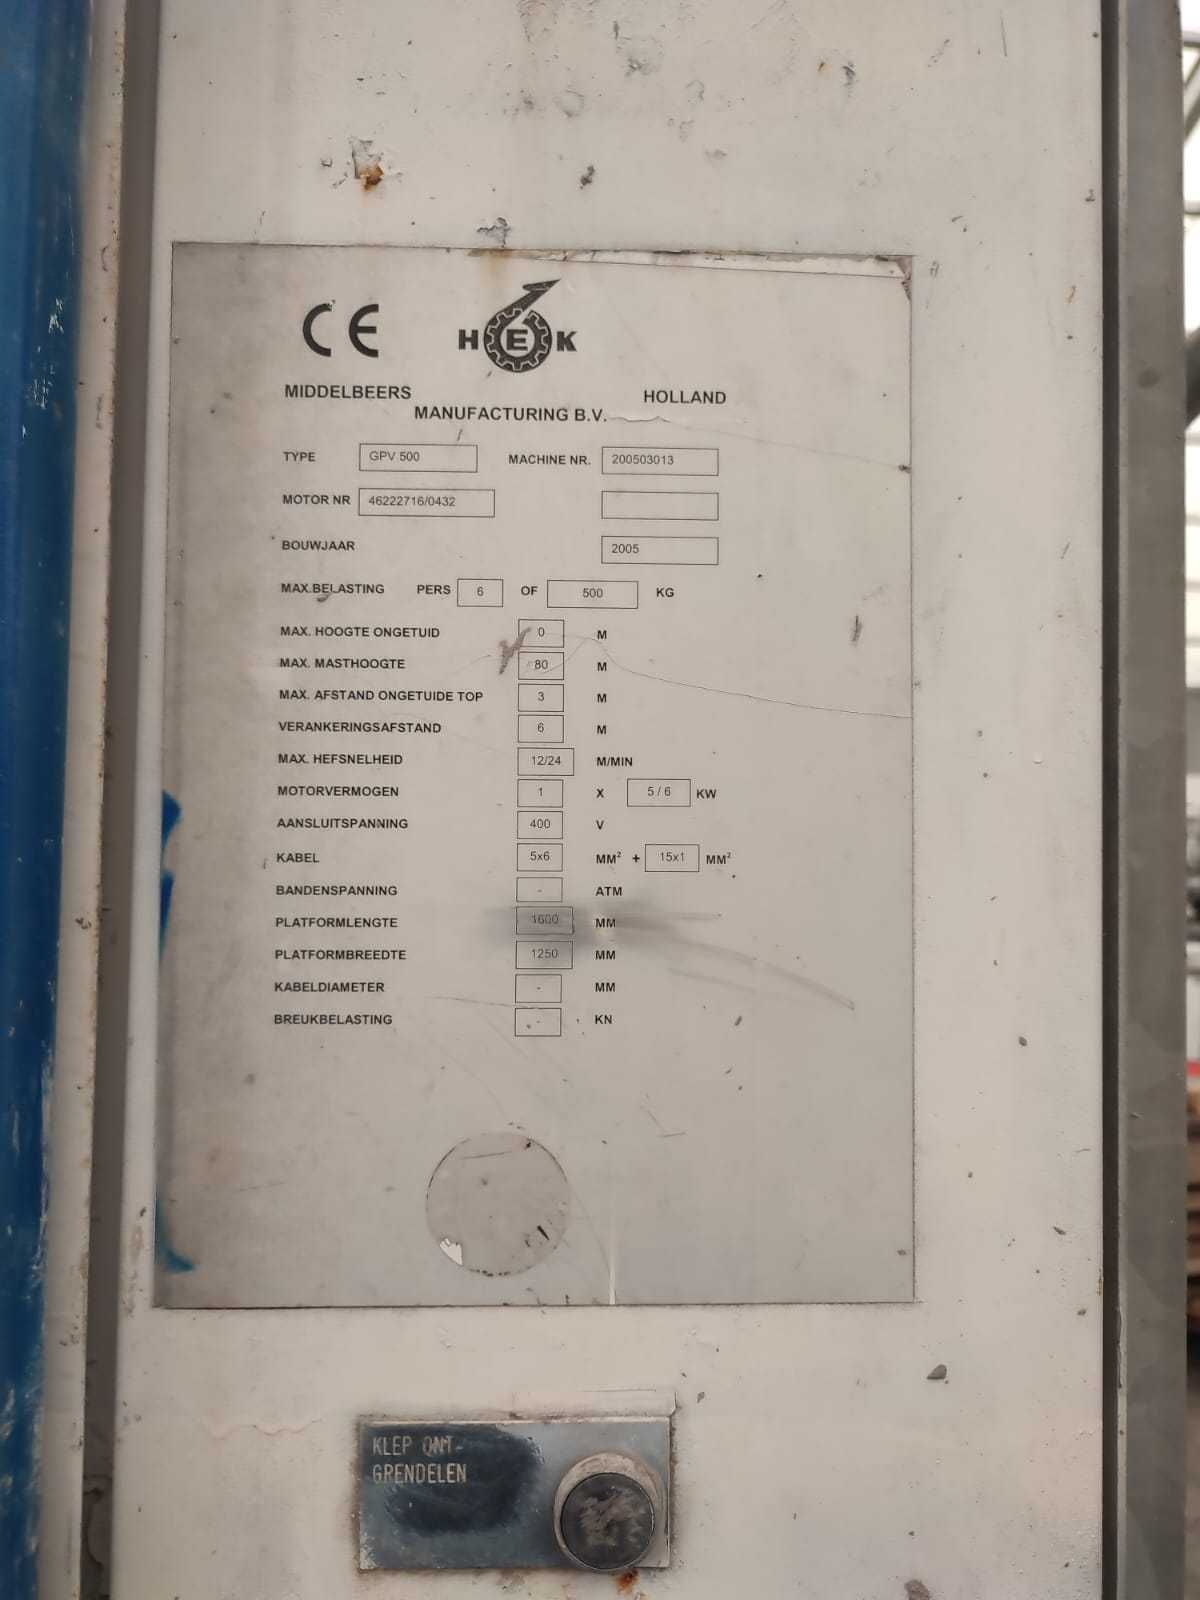 CE HEK
MIDDELBEERS HOLLAND
MANUFACTURING B.V.
TYPE GPV 500 MACHINE NR. 200503013
MOTOR NR 46222716/0432
BOUWJAAR 2005
MAX.BELASTING PERS 6 OF 500 KG
MAX. HOOGTE ONGETUID 0 M
MAX. MASTHOOGTE 80 M
MAX. AFSTAND ONGETUIDE TOP 3 M
VERANKERINGSAFSTAND 6 M
MAX. HEFSNELHEID 12/24 M/MIN
MOTORVERMOGEN 1 X 5 / 6 KW
AANSLUITSPANNING 400 V
KABEL 5x6 MM² + 15x1 MM²
BANDENSPANNING - ATM
PLATFORMLENGTE 1600 MM
PLATFORMBREEDTE 1250 MM
KABELDIAMETER - MM
BREUKBELASTING - KN
KLEP ONT-
GRENDELEN